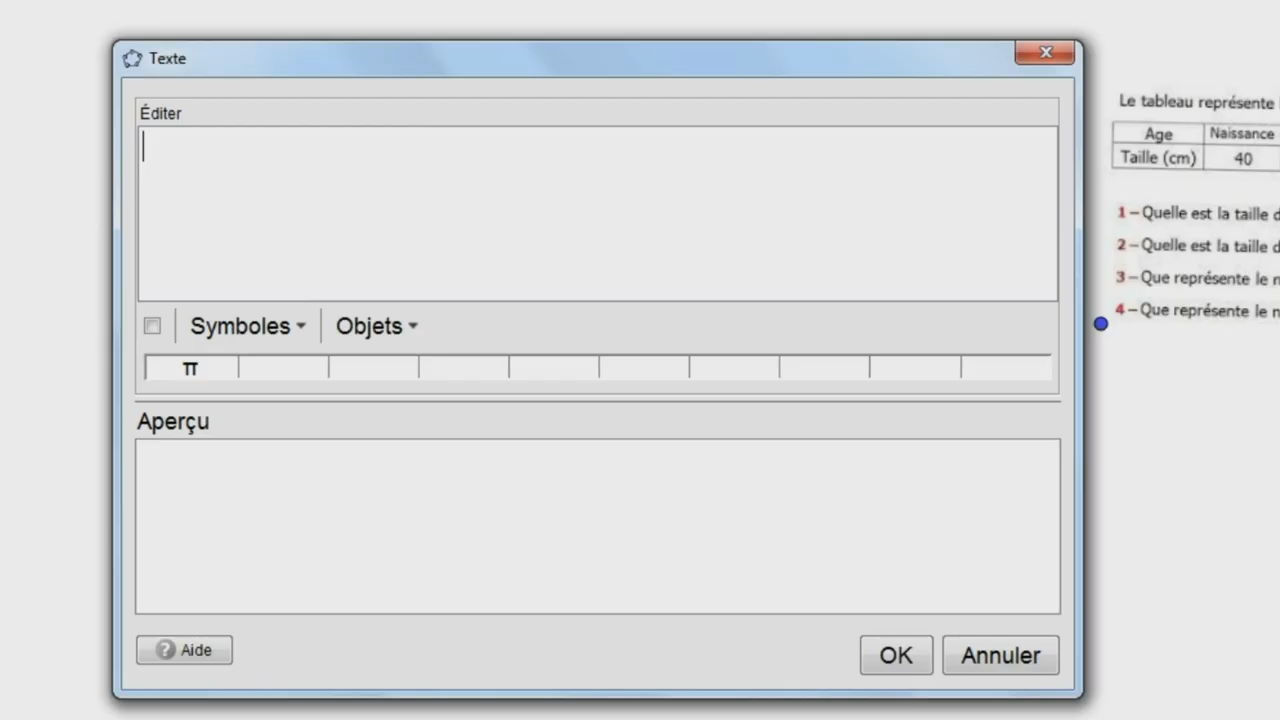 Texte
Éditer
Symboles
Objets
π
Aperçu
Aide
OK
Annuler
Le tableau représente
Age Naissance
Taille (cm) 40
1 – Quelle est la taille
2 – Quelle est la taille
3 – Que représente le
4 – Que représente le